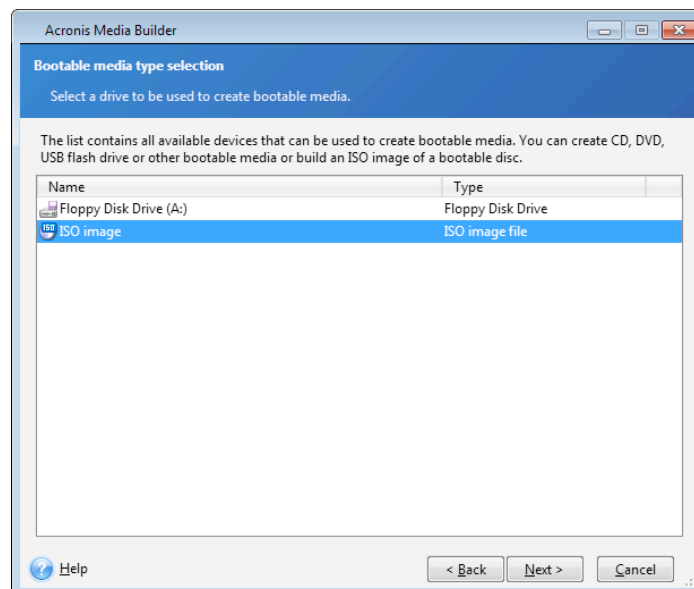 Acronis Media Builder
Bootable media type selection
Select a drive to be used to create bootable media.
The list contains all available devices that can be used to create bootable media. You can create CD, DVD,
USB flash drive or other bootable media or build an ISO image of a bootable disc.
Name Type
Floppy Disk Drive (A:) Floppy Disk Drive
ISO ISO image ISO image file
Help < Back Next > Cancel